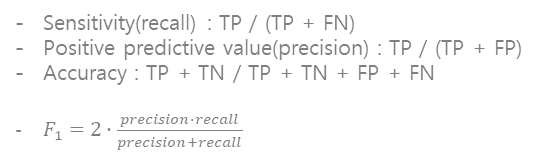 - Sensitivity(recall) : TP / (TP + FN)
- Positive predictive value(precision) : TP / (TP + FP)
- Accuracy : TP + TN / TP + TN + FP + FN
- F₁ = 2 · precision·recall / precision+recall